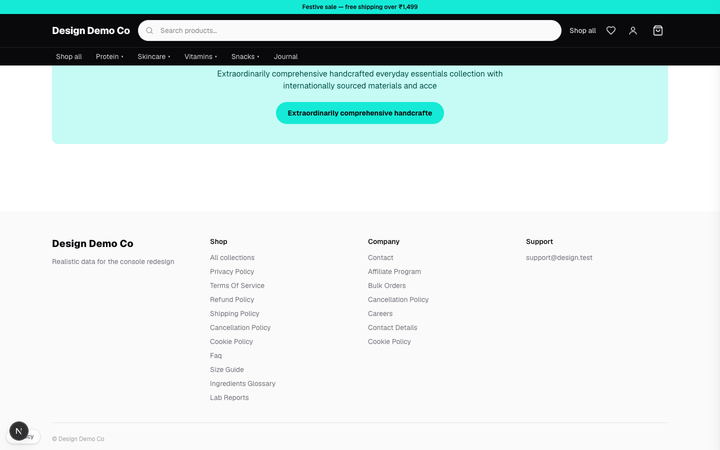 Festive sale — free shipping over ₹1,499
Design Demo Co
Search products...
Shop all
Shop all
Protein
Skincare
Vitamins
Snacks
Journal
Extraordinarily comprehensive handcrafted everyday essentials collection with
internationally sourced materials and acce
Extraordinarily comprehensive handcrafte
Design Demo Co
Realistic data for the console redesign
Shop
All collections
Privacy Policy
Terms Of Service
Refund Policy
Shipping Policy
Cancellation Policy
Cookie Policy
Faq
Size Guide
Ingredients Glossary
Lab Reports
Company
Contact
Affiliate Program
Bulk Orders
Cancellation Policy
Careers
Contact Details
Cookie Policy
Support
support@design.test
N
© Design Demo Co